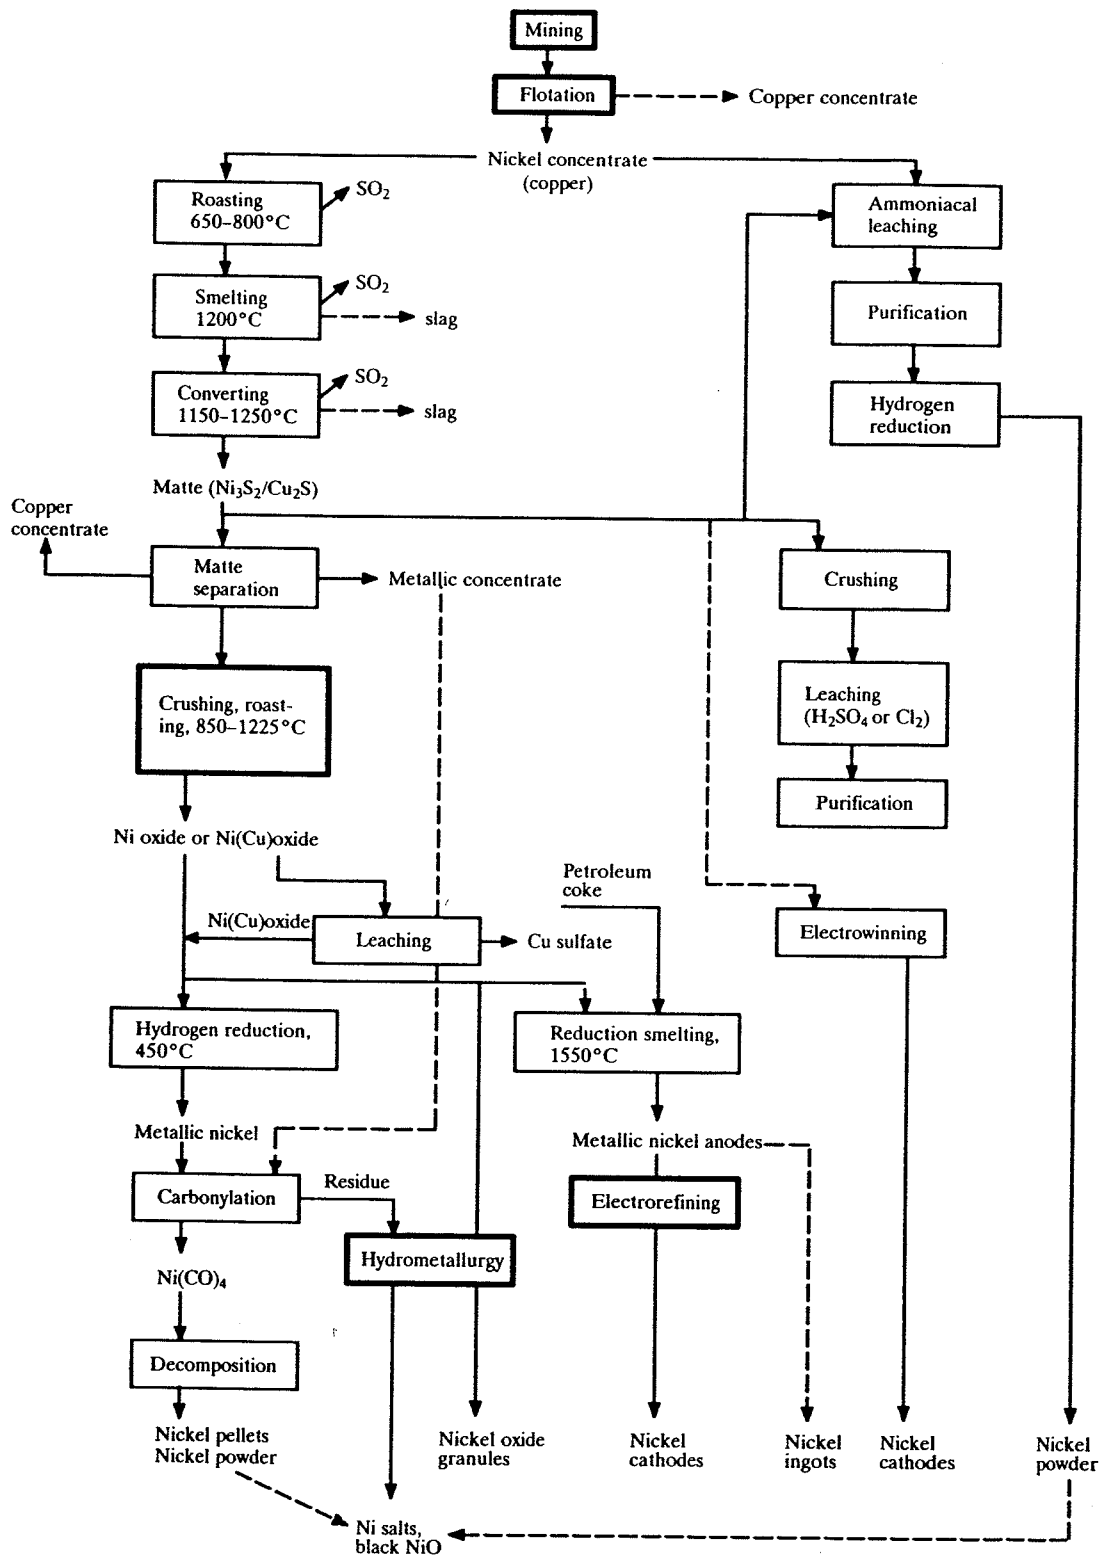 Mining
Flotation
Copper concentrate
Nickel concentrate
(copper)
Roasting
650–800°C
SO₂
Ammoniacal
leaching
Smelting
1200°C
SO₂
slag
Purification
Converting
1150–1250°C
SO₂
slag
Hydrogen
reduction
Matte (Ni₃S₂/Cu₂S)
Copper
concentrate
Matte
separation
Metallic concentrate
Crushing
Crushing, roast-
ing, 850–1225°C
Leaching
(H₂SO₄ or Cl₂)
Purification
Ni oxide or Ni(Cu)oxide
Petroleum
coke
Ni(Cu)oxide
Leaching
Cu sulfate
Electrowinning
Hydrogen reduction,
450°C
Reduction smelting,
1550°C
Metallic nickel
Metallic nickel anodes
Carbonylation
Residue
Electrorefining
Hydrometallurgy
Ni(CO)₄
Decomposition
Nickel pellets
Nickel powder
Nickel oxide
granules
Nickel
cathodes
Nickel
ingots
Nickel
cathodes
Nickel
powder
Ni salts,
black NiO